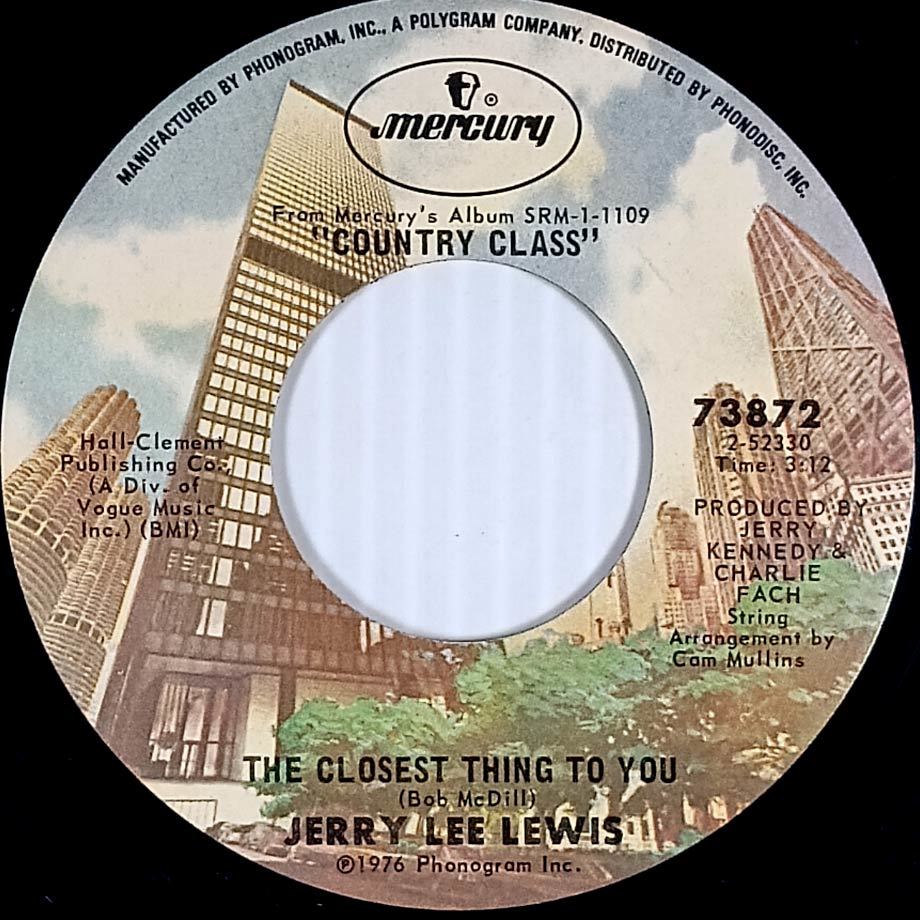 MANUFACTURED BY PHONOGRAM, INC., A POLYGRAM COMPANY, DISTRIBUTED BY PHONODISC, INC.
mercury
From Mercury's Album SRM-1-1109
"COUNTRY CLASS"
Hall-Clement
Publishing Co.,
(A Div. of
Vogue Music
Inc.) (BMI)
73872
2-52330
Time: 3:12
PRODUCED BY
JERRY
KENNEDY &
CHARLIE
FACH
String
Arrangement by
Cam Mullins
THE CLOSEST THING TO YOU
(Bob McDill)
JERRY LEE LEWIS
℗1976 Phonogram Inc.